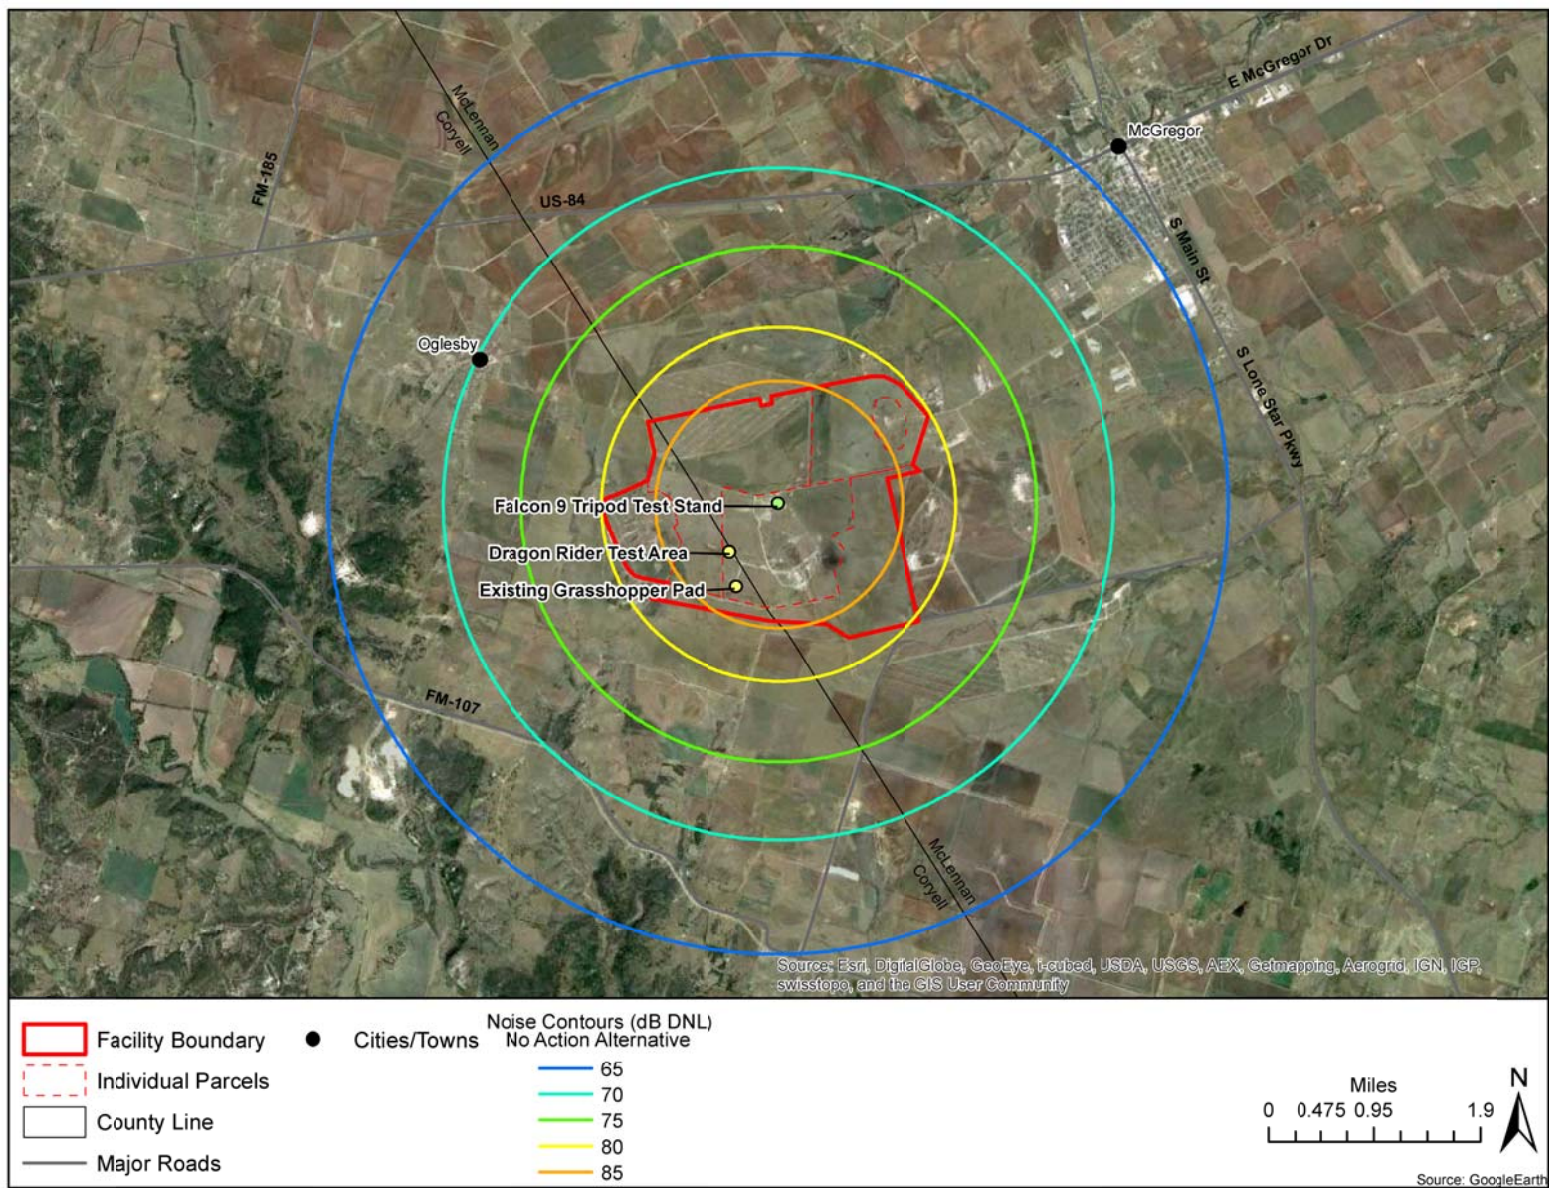 McLennan
Coryell
E McGregor Dr
McGregor
FM-185
US-84
S Main St
Oglesby
S Lone Star Pkwy
Falcon 9 Tripod Test Stand
Dragon Rider Test Area
Existing Grasshopper Pad
FM-107
McLennan
Coryell
Source: Esri, DigitalGlobe, GeoEye, i-cubed, USDA, USGS, AEX, Getmapping, Aerogrid, IGN, IGP,
swisstopo, and the GIS User Community
Facility Boundary
Individual Parcels
County Line
Major Roads
Cities/Towns
Noise Contours (dB DNL)
No Action Alternative
65
70
75
80
85
Miles
0 0.475 0.95 1.9
N
Source: GoogleEarth